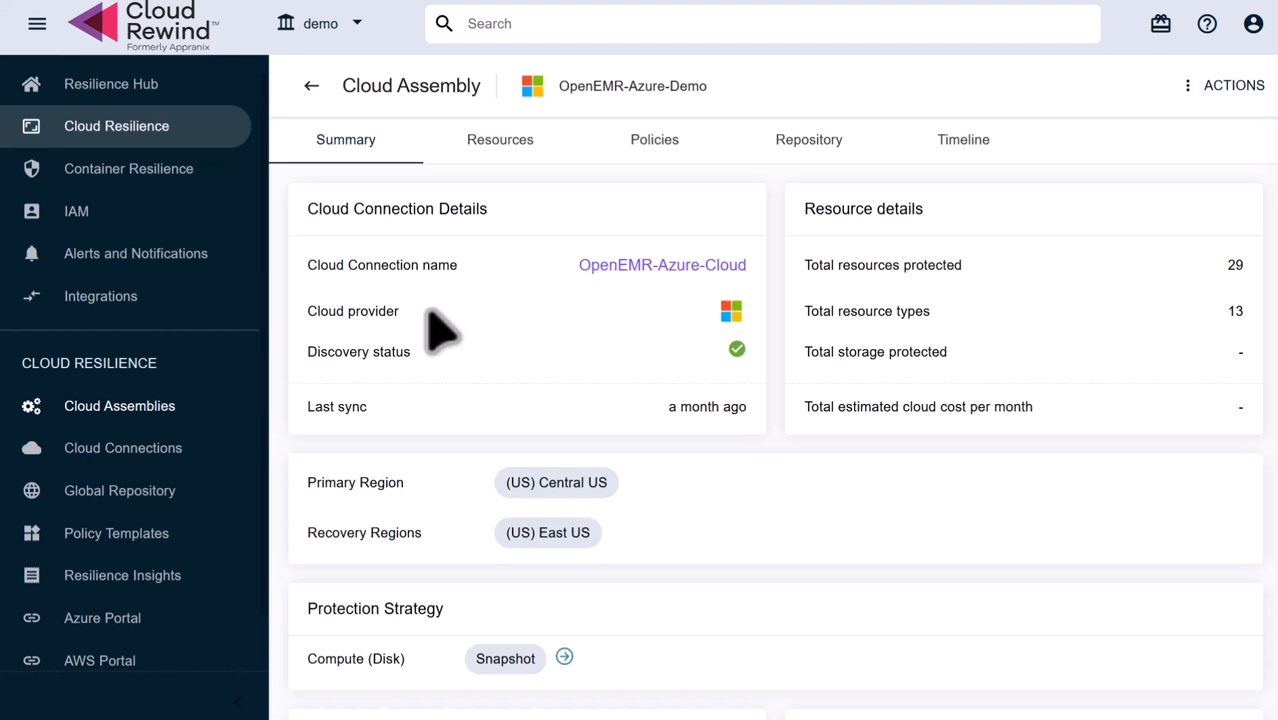 Cloud
Rewind™
Formerly Appranix
demo
Search
Resilience Hub
Cloud Resilience
Container Resilience
IAM
Alerts and Notifications
Integrations
CLOUD RESILIENCE
Cloud Assemblies
Cloud Connections
Global Repository
Policy Templates
Resilience Insights
Azure Portal
AWS Portal
Cloud Assembly OpenEMR-Azure-Demo ACTIONS
Summary Resources Policies Repository Timeline
Cloud Connection Details
Cloud Connection name OpenEMR-Azure-Cloud
Cloud provider
Discovery status
Last sync a month ago
Resource details
Total resources protected 29
Total resource types 13
Total storage protected -
Total estimated cloud cost per month -
Primary Region (US) Central US
Recovery Regions (US) East US
Protection Strategy
Compute (Disk) Snapshot